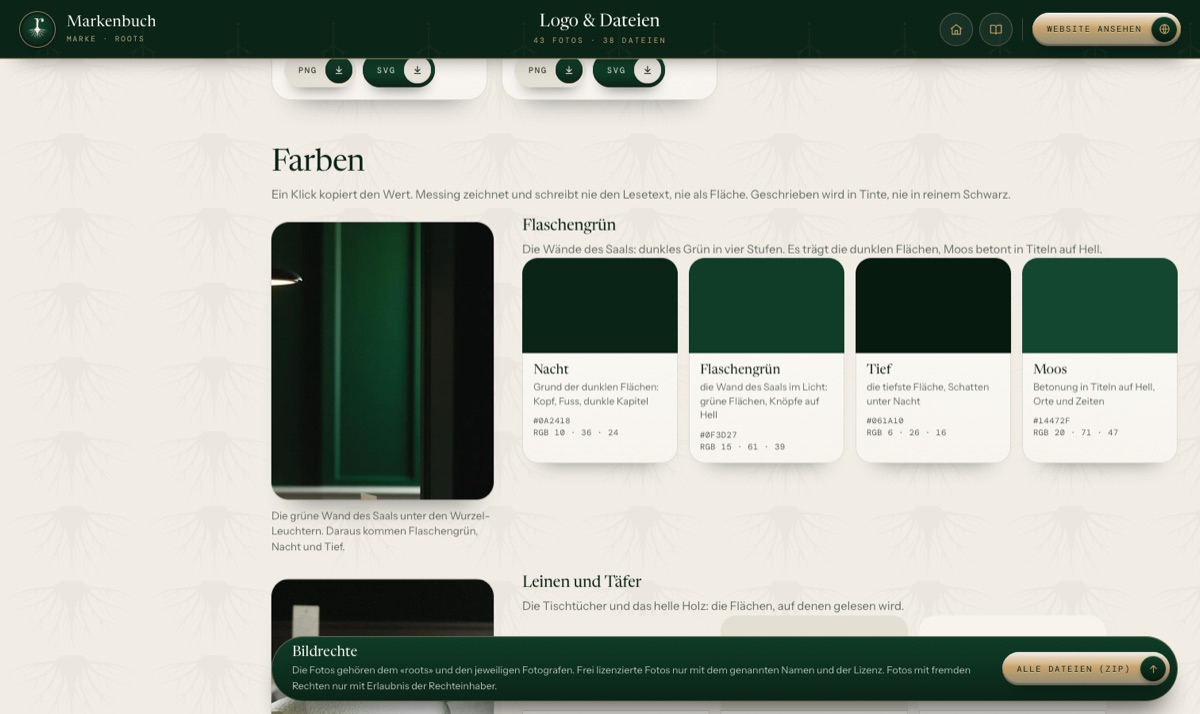 Markenbuch
MARKE · ROOTS
Logo & Dateien
43 FOTOS · 38 DATEIEN
WEBSITE ANSEHEN
PNG
SVG
PNG
SVG
Farben
Ein Klick kopiert den Wert. Messing zeichnet und schreibt nie den Lesetext, nie als Fläche. Geschrieben wird in Tinte, nie in reinem Schwarz.
Die grüne Wand des Saals unter den Wurzel-
Leuchtern. Daraus kommen Flaschengrün,
Nacht und Tief.
Flaschengrün
Die Wände des Saals: dunkles Grün in vier Stufen. Es trägt die dunklen Flächen, Moos betont in Titeln auf Hell.
Nacht
Grund der dunklen Flächen:
Kopf, Fuss, dunkle Kapitel
#0A2418
RGB 10 · 36 · 24
Flaschengrün
die Wand des Saals im Licht:
grüne Flächen, Knöpfe auf
Hell
#0F3D27
RGB 15 · 61 · 39
Tief
die tiefste Fläche, Schatten
unter Nacht
#061A10
RGB 6 · 26 · 16
Moos
Betonung in Titeln auf Hell,
Orte und Zeiten
#14472F
RGB 20 · 71 · 47
Leinen und Täfer
Die Tischtücher und das helle Holz: die Flächen, auf denen gelesen wird.
Bildrechte
Die Fotos gehören dem «roots» und den jeweiligen Fotografen. Frei lizenzierte Fotos nur mit dem genannten Namen und der Lizenz. Fotos mit fremden
Rechten nur mit Erlaubnis der Rechteinhaber.
ALLE DATEIEN (ZIP)